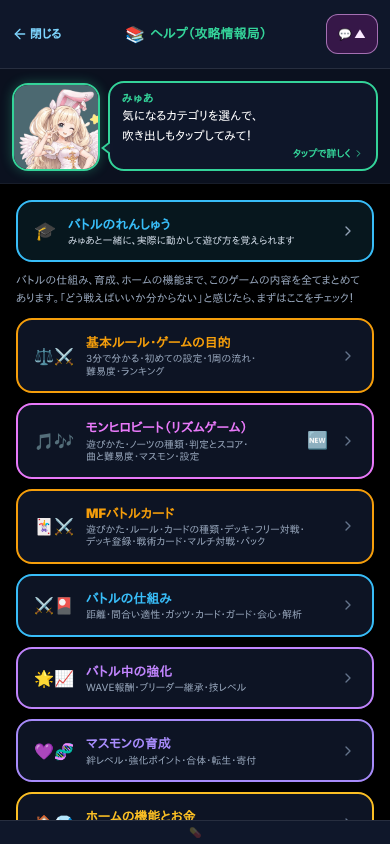 ← 閉じる
📚 ヘルプ（攻略情報局）
💬 ▲
みゅあ
気になるカテゴリを選んで、
吹き出しもタップしてみて！
タップで詳しく ›
バトルのれんしゅう
みゅあと一緒に、実際に動かして遊び方を覚えられます
バトルの仕組み、育成、ホームの機能まで、このゲームの内容を全てまとめて
あります。「どう戦えばいいか分からない」と感じたら、まずはここをチェック！
基本ルール・ゲームの目的
3分で分かる・初めての設定・1周の流れ・
難易度・ランキング
モンヒロビート（リズムゲーム）
遊びかた・ノーツの種類・判定とスコア・
曲と難易度・マスモン・設定
NEW
MFバトルカード
遊びかた・ルール・カードの種類・デッキ・フリー対戦・
デッキ登録・戦術カード・マルチ対戦・パック
バトルの仕組み
距離・間合い適性・ガッツ・カード・ガード・会心・解析
バトル中の強化
WAVE報酬・ブリーダー継承・技レベル
マスモンの育成
絆レベル・強化ポイント・合体・転生・寄付
ホームの機能とお金